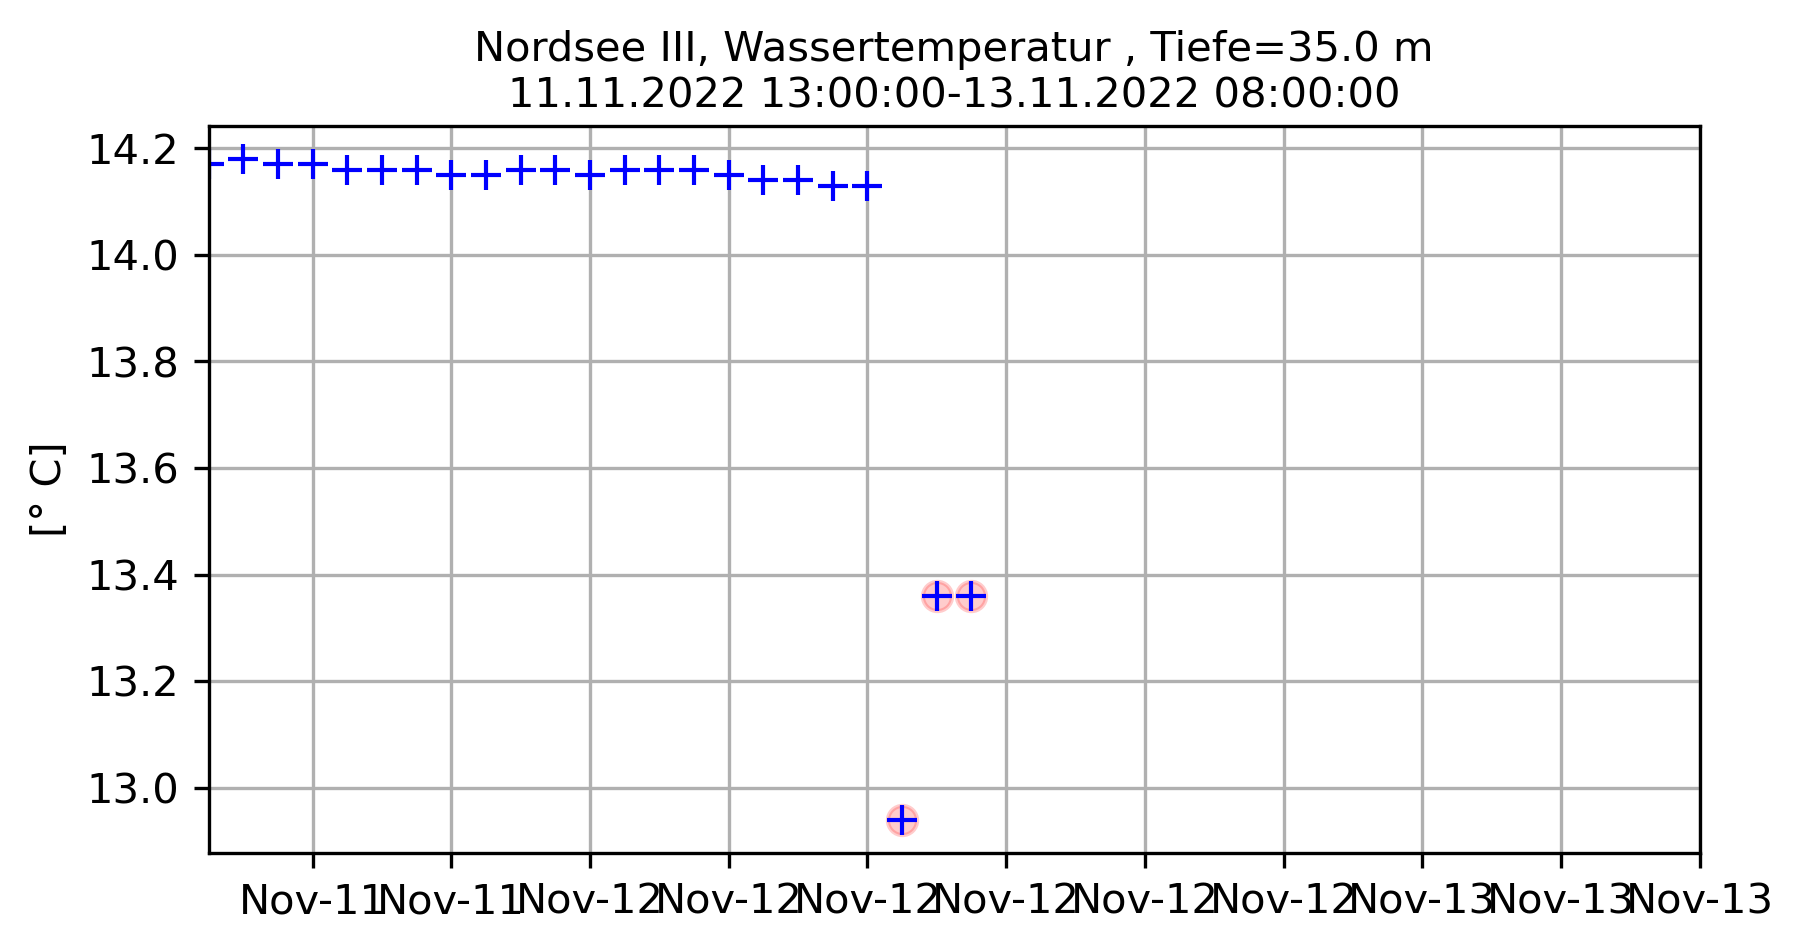 Nordsee III, Wassertemperatur , Tiefe=35.0 m
11.11.2022 13:00:00-13.11.2022 08:00:00
14.2
14.0
13.8
13.6
13.4
13.2
13.0
[° C]
Nov-11 Nov-11 Nov-12 Nov-12 Nov-12 Nov-12 Nov-12 Nov-12 Nov-13 Nov-13 Nov-13